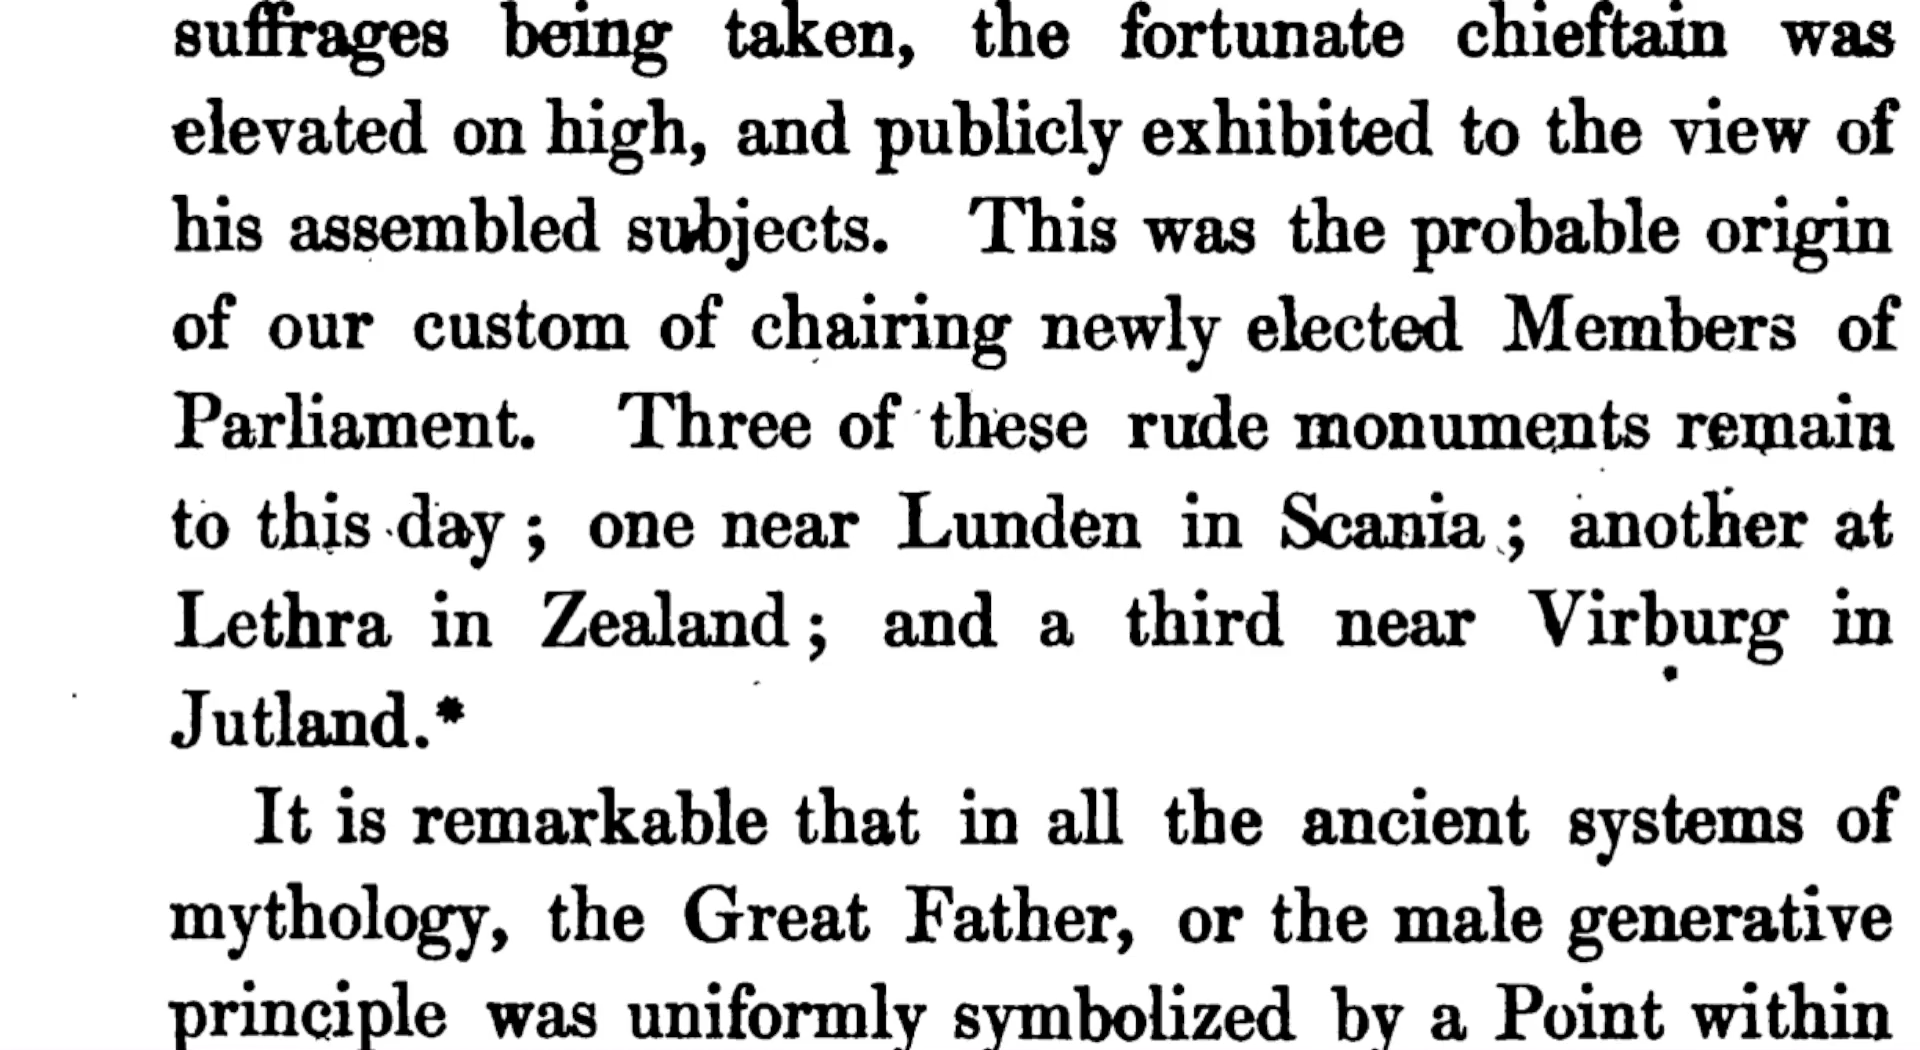 suffrages being taken, the fortunate chieftain was
elevated on high, and publicly exhibited to the view of
his assembled subjects. This was the probable origin
of our custom of chairing newly elected Members of
Parliament. Three of these rude monuments remain
to this day ; one near Lunden in Scania ; another at
Lethra in Zealand ; and a third near Virburg in
Jutland.*
It is remarkable that in all the ancient systems of
mythology, the Great Father, or the male generative
principle was uniformly symbolized by a Point within